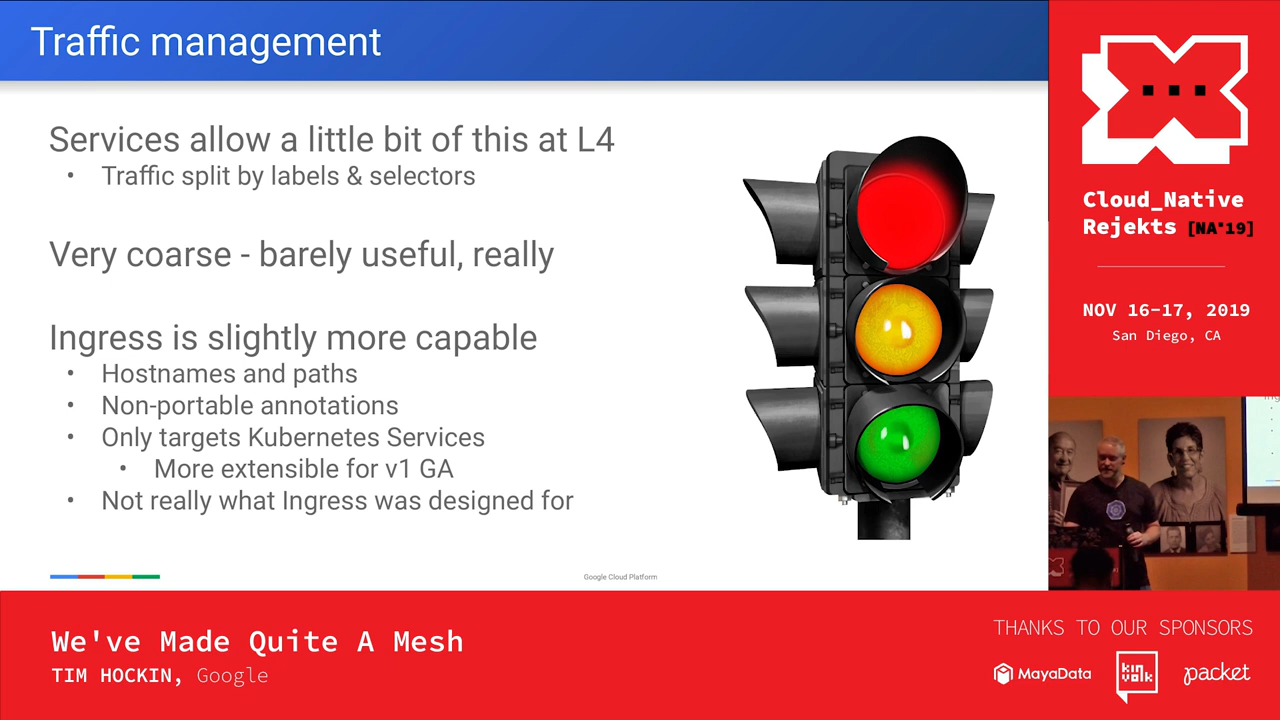 Traffic management
Services allow a little bit of this at L4
• Traffic split by labels & selectors
Very coarse - barely useful, really
Ingress is slightly more capable
• Hostnames and paths
• Non-portable annotations
• Only targets Kubernetes Services
• More extensible for v1 GA
• Not really what Ingress was designed for
Google Cloud Platform
Cloud_Native
Rejekts [NA'19]
NOV 16-17, 2019
San Diego, CA
We've Made Quite A Mesh
TIM HOCKIN, Google
THANKS TO OUR SPONSORS
MayaData
kin
volk
packet